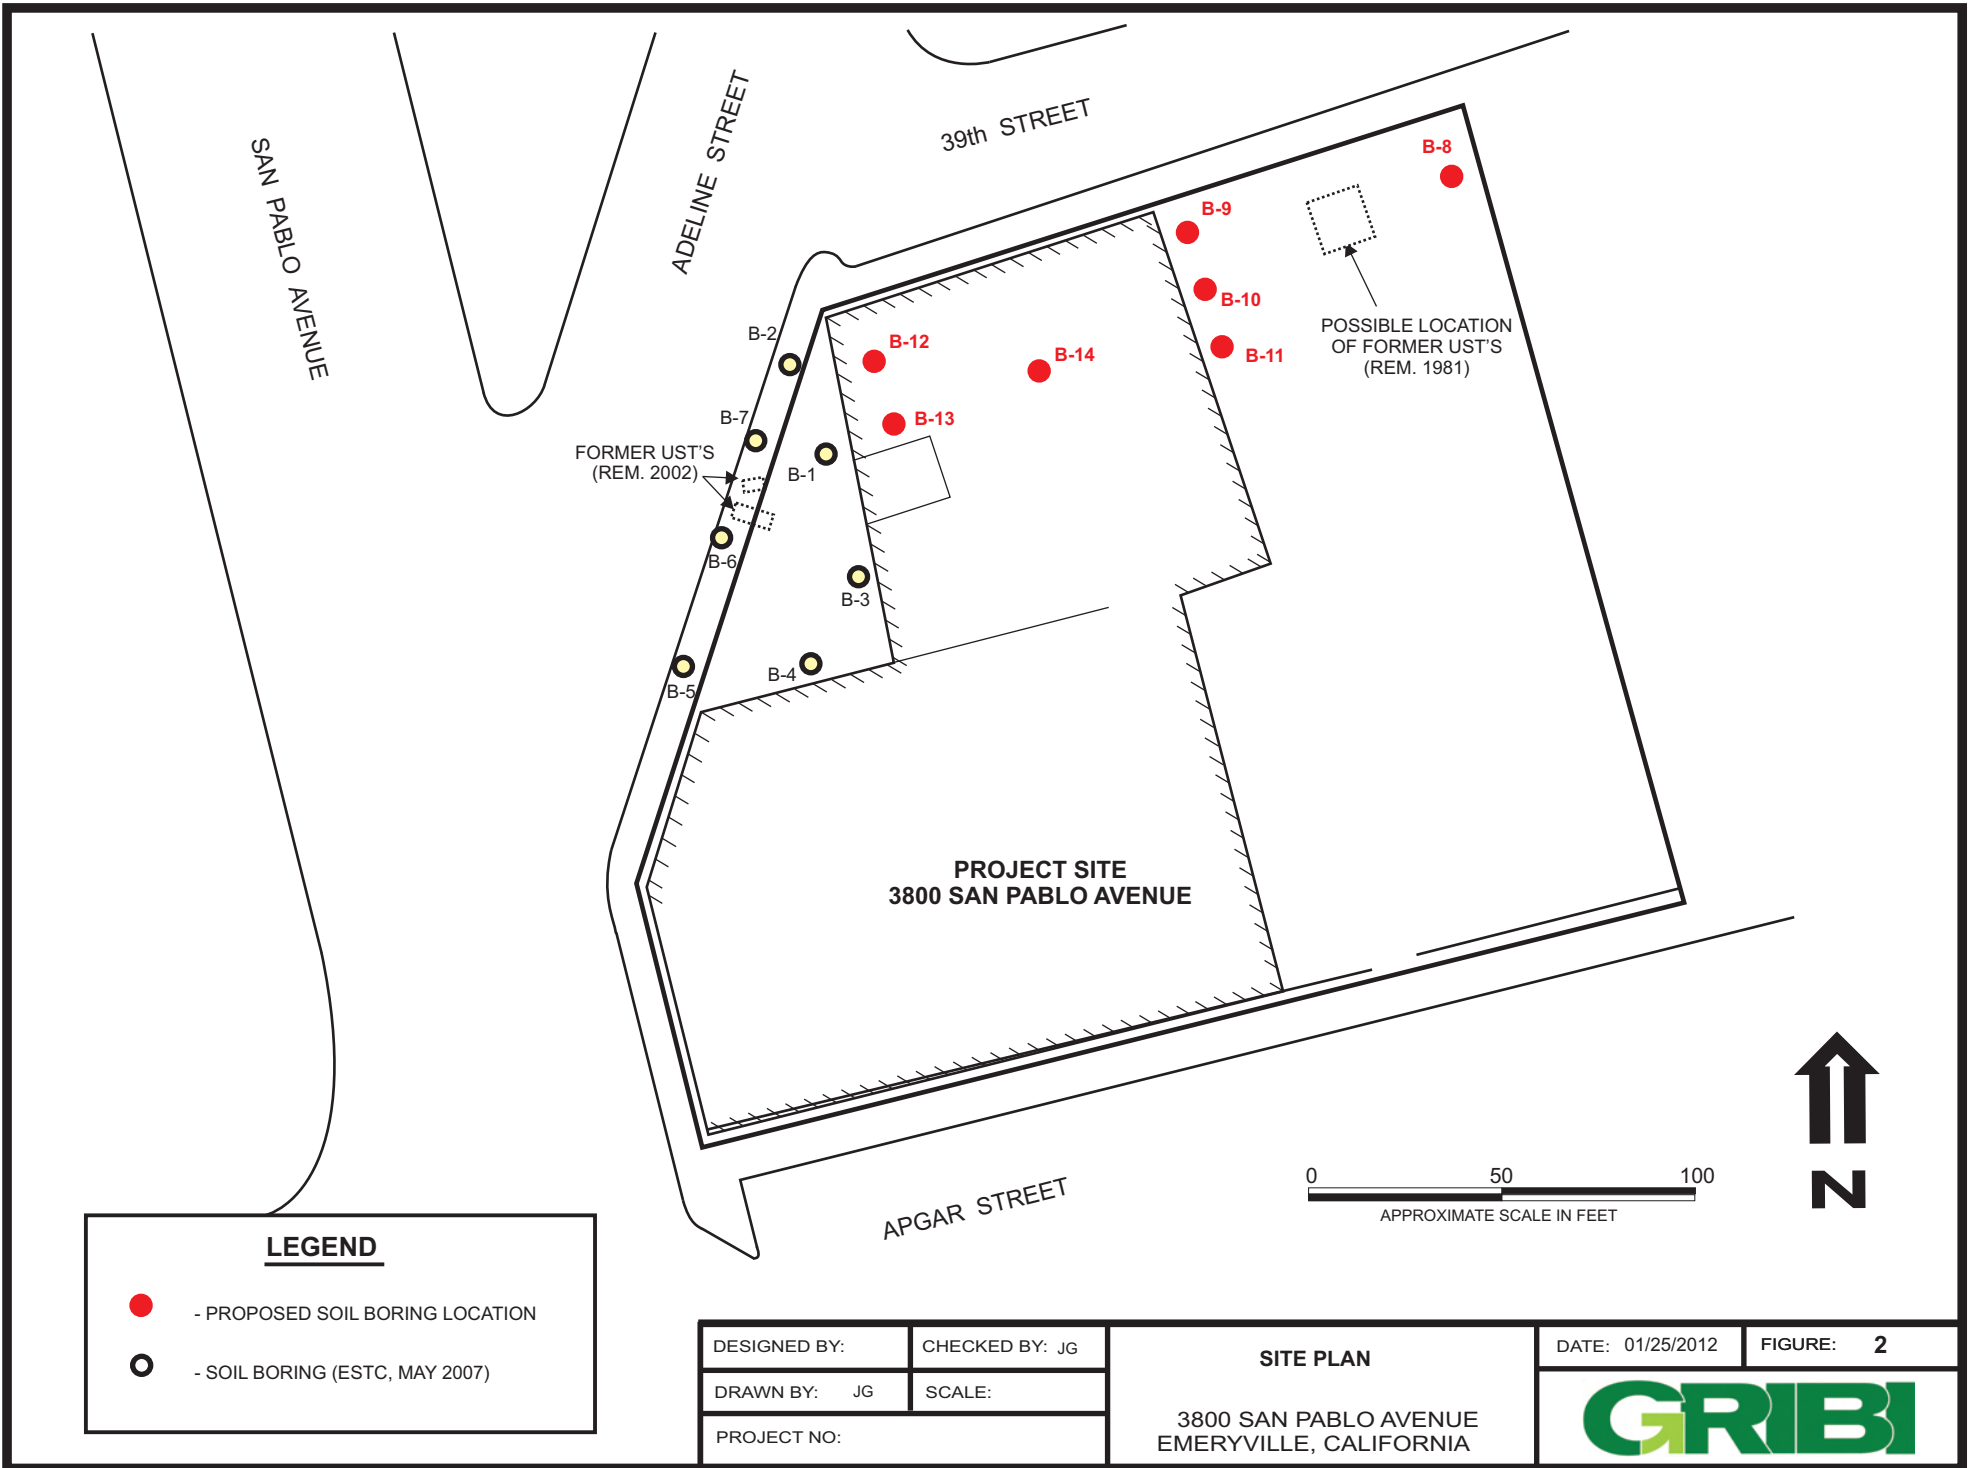 SAN PABLO AVENUE
ADELINE STREET
39th STREET
B-8
B-9
B-10
B-11
POSSIBLE LOCATION
OF FORMER UST'S
(REM. 1981)
B-2
B-12
B-14
B-7
B-13
FORMER UST'S
(REM. 2002)
B-1
B-6
B-3
B-4
B-5
PROJECT SITE
3800 SAN PABLO AVENUE
APGAR STREET
0 50 100
APPROXIMATE SCALE IN FEET
N
LEGEND
- PROPOSED SOIL BORING LOCATION
- SOIL BORING (ESTC, MAY 2007)
DESIGNED BY:
CHECKED BY: JG
DRAWN BY: JG
SCALE:
PROJECT NO:
SITE PLAN
3800 SAN PABLO AVENUE
EMERYVILLE, CALIFORNIA
DATE: 01/25/2012
FIGURE: 2
GRIBI